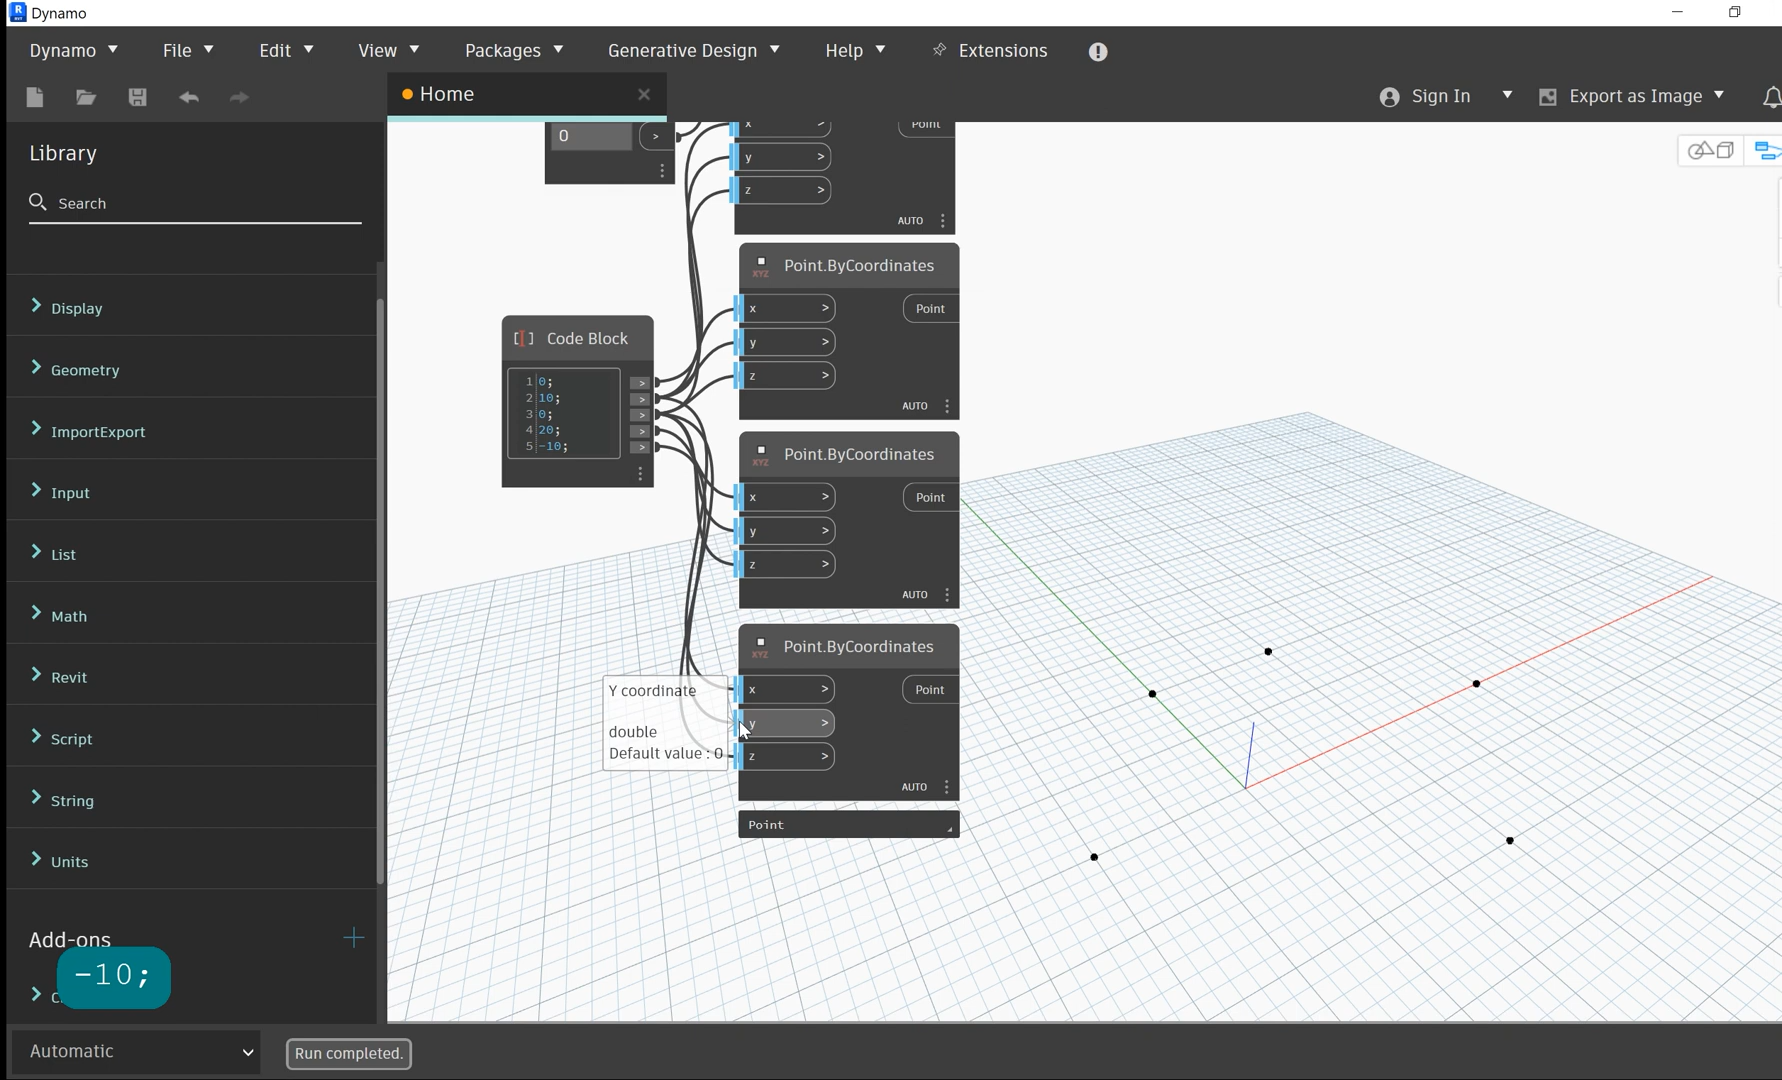 Dynamo
Dynamo File Edit View Packages Generative Design Help Extensions
Home
Sign In Export as Image
Library
Search
Display
Geometry
ImportExport
Input
List
Math
Revit
Script
String
Units
Add-ons
-10;
0 >
x > Point
y >
z >
AUTO
Point.ByCoordinates
XYZ
x > Point
y >
z >
AUTO
Code Block
1 0; >
2 10; >
3 0; >
4 20; >
5 -10; >
Point.ByCoordinates
XYZ
x > Point
y >
z >
AUTO
Point.ByCoordinates
XYZ
x > Point
y >
z >
AUTO
Y coordinate
double
Default value : 0
Point
Automatic
Run completed.